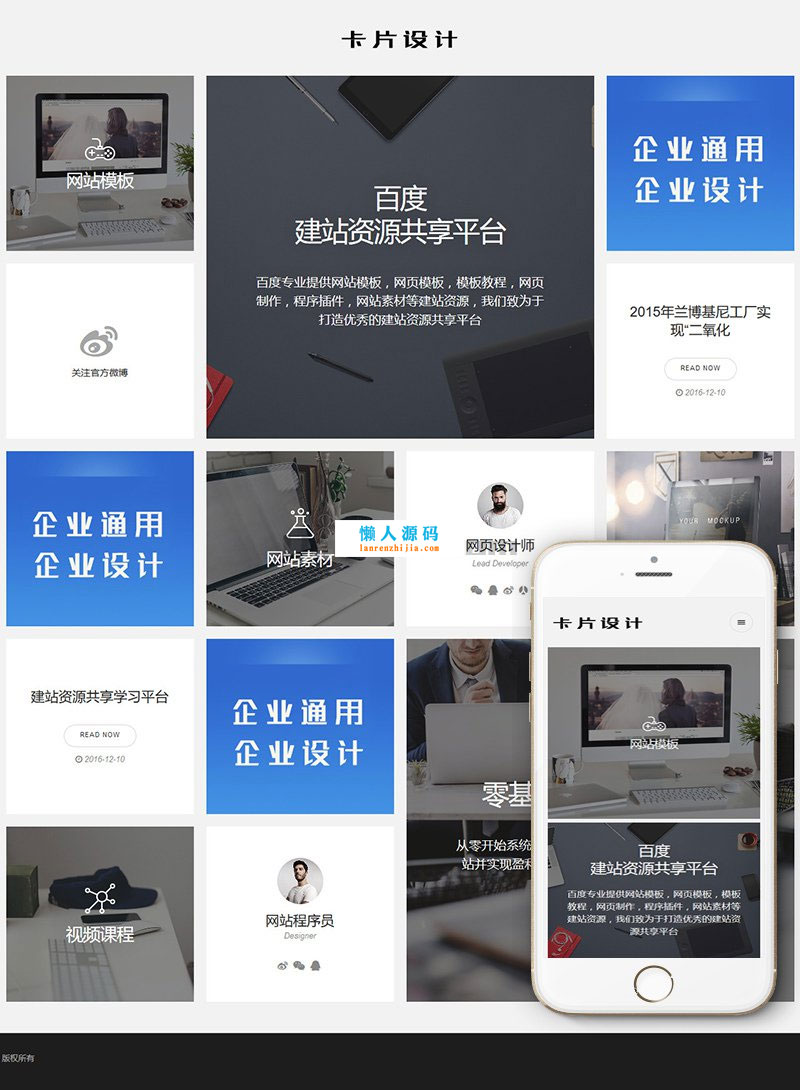 卡片设计
网站模板
百度
建站资源共享平台
百度专业提供网站模板，网页模板，模板教程，网页
制作，程序插件，网站素材等建站资源，我们致为于
打造优秀的建站资源共享平台
企业通用
企业设计
关注官方微博
2015年兰博基尼工厂实
现“二氧化
READ NOW
2016-12-10
企业通用
企业设计
网站素材
懒人源码
lanrenzhijia.com
网页设计师
Lead Developer
YOUR MOCKUP
建站资源共享学习平台
READ NOW
2016-12-10
企业通用
企业设计
零基
从零开始系统
站并实现盈利
视频课程
网站程序员
Designer
卡片设计
网站模板
百度
建站资源共享平台
百度专业提供网站模板，网页模板，模板
教程，网页制作，程序插件，网站素材等
建站资源，我们致为于打造优秀的建站资
源共享平台
版权所有